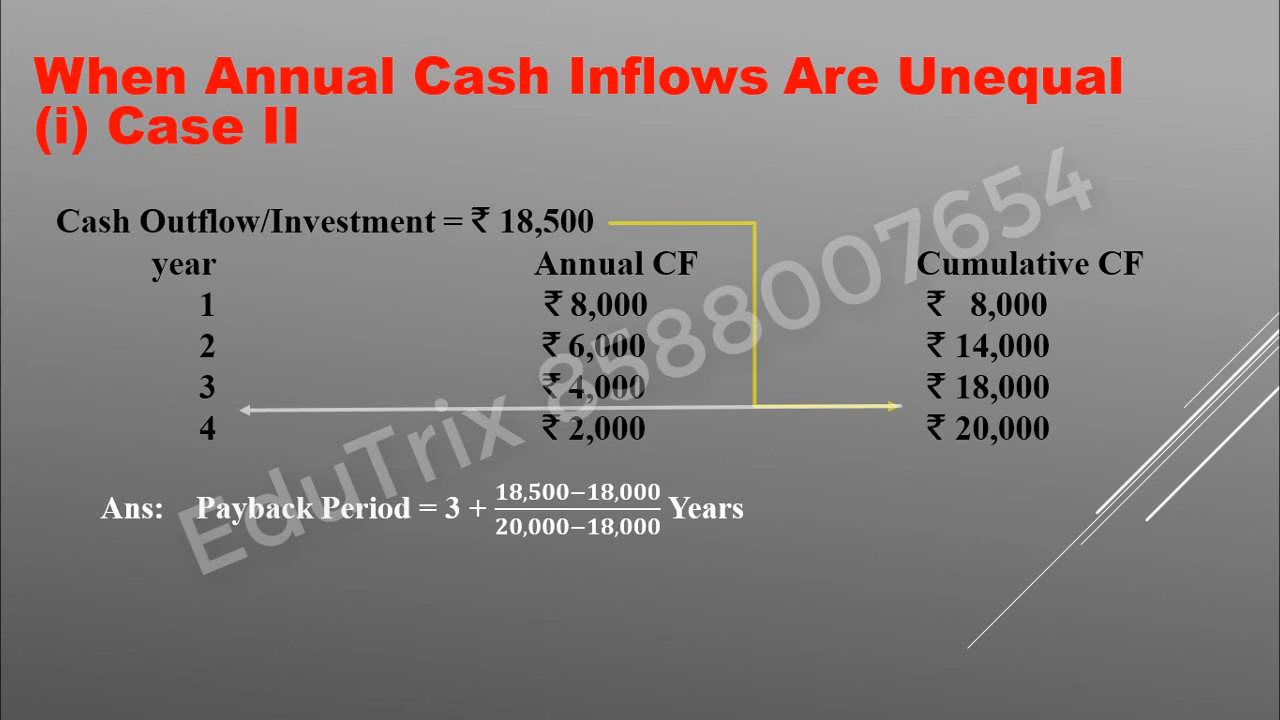 When Annual Cash Inflows Are Unequal
(i) Case II
Cash Outflow/Investment = ₹ 18,500
year Annual CF Cumulative CF
1 ₹ 8,000 ₹ 8,000
2 ₹ 6,000 ₹ 14,000
3 ₹ 4,000 ₹ 18,000
4 ₹ 2,000 ₹ 20,000
Ans: Payback Period = 3 + 18,500−18,000 / 20,000−18,000 Years
EduTrix 8588007654